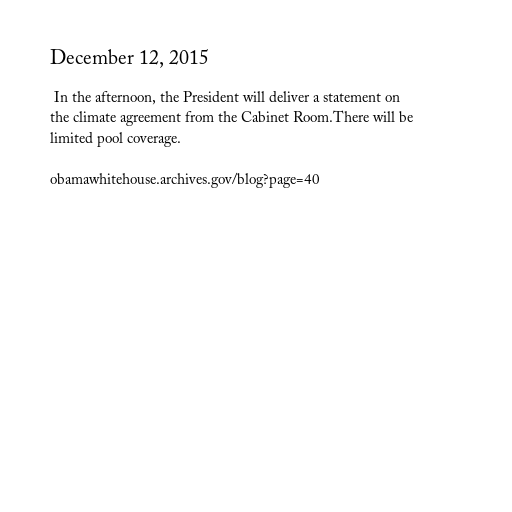 December 12, 2015
In the afternoon, the President will deliver a statement on
the climate agreement from the Cabinet Room.There will be
limited pool coverage.
obamawhitehouse.archives.gov/blog?page=40